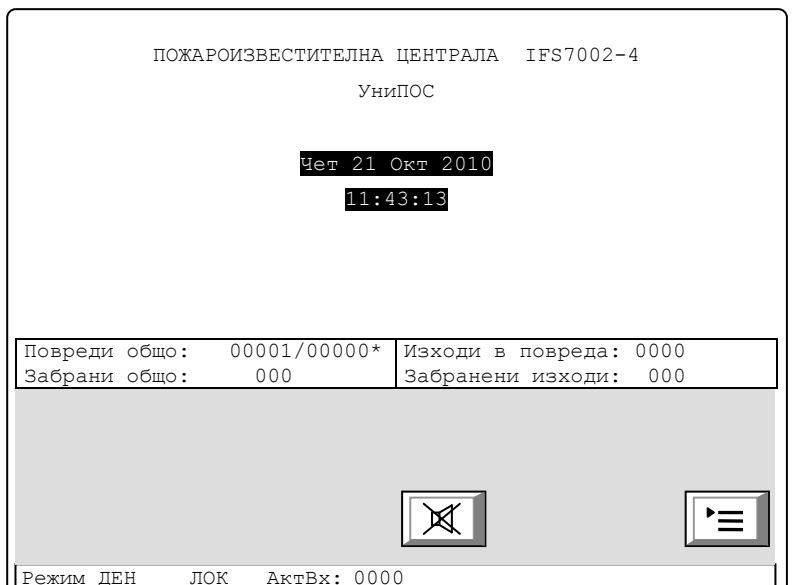 ПОЖАРОИЗВЕСТИТЕЛНА ЦЕНТРАЛА IFS7002-4
УниПОС
Чет 21 Окт 2010
11:43:13
Повреди общо: 00001/00000* Изходи в повреда: 0000
Забрани общо: 000 Забранени изходи: 000
Режим ДЕН ЛОК АктВх: 0000